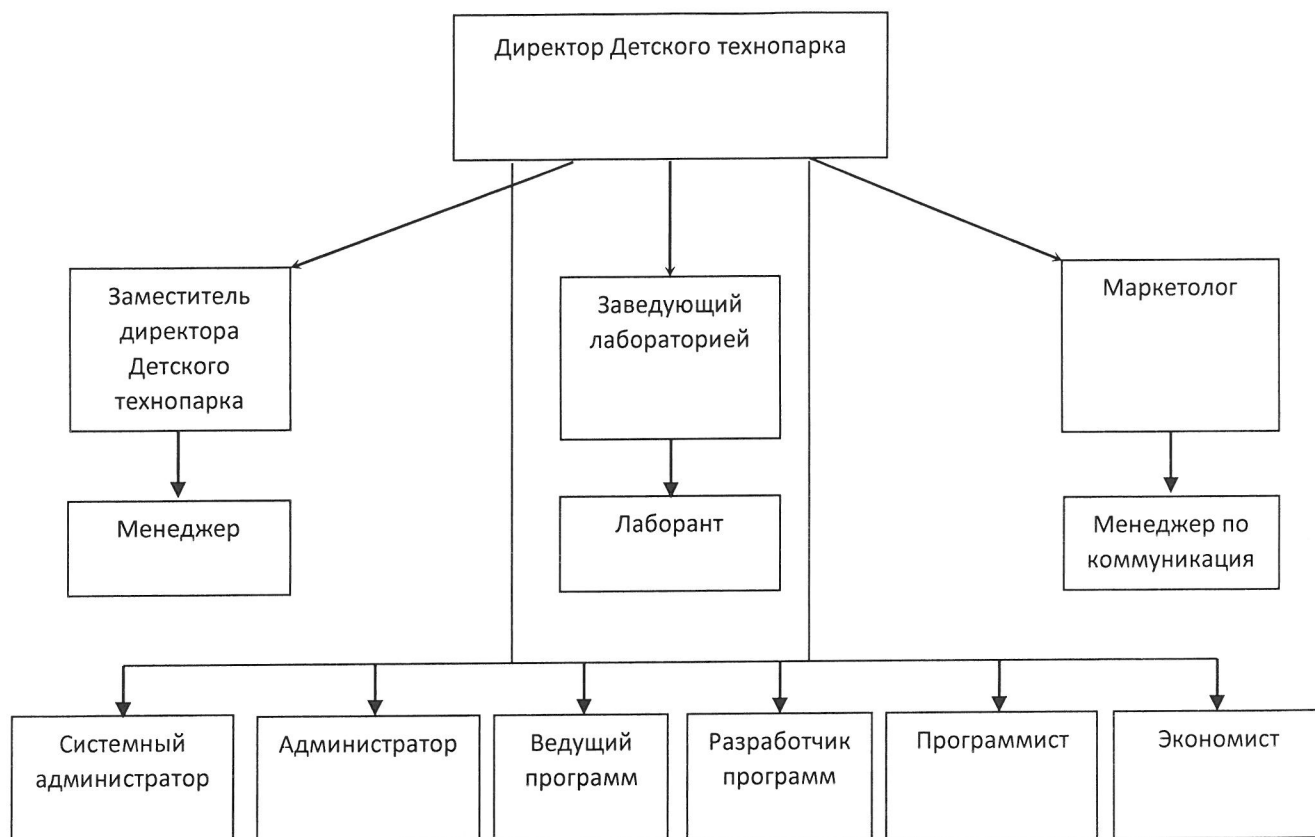 Директор Детского технопарка
Заместитель
директора
Детского
технопарка
Заведующий
лабораторией
Маркетолог
Менеджер
Лаборант
Менеджер по
коммуникация
Системный
администратор
Администратор
Ведущий
программ
Разработчик
программ
Программист
Экономист